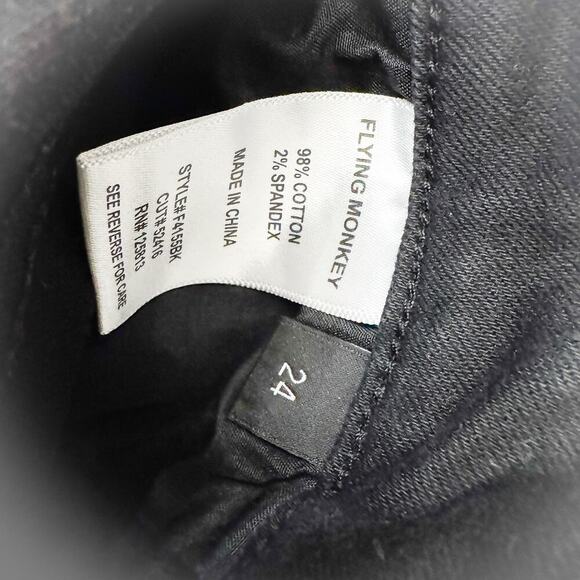 FLYING MONKEY
98% COTTON
2% SPANDEX
MADE IN CHINA
STYLE# F4155BK
CUT# 52416
RN# 125813
SEE REVERSE FOR CARE
24